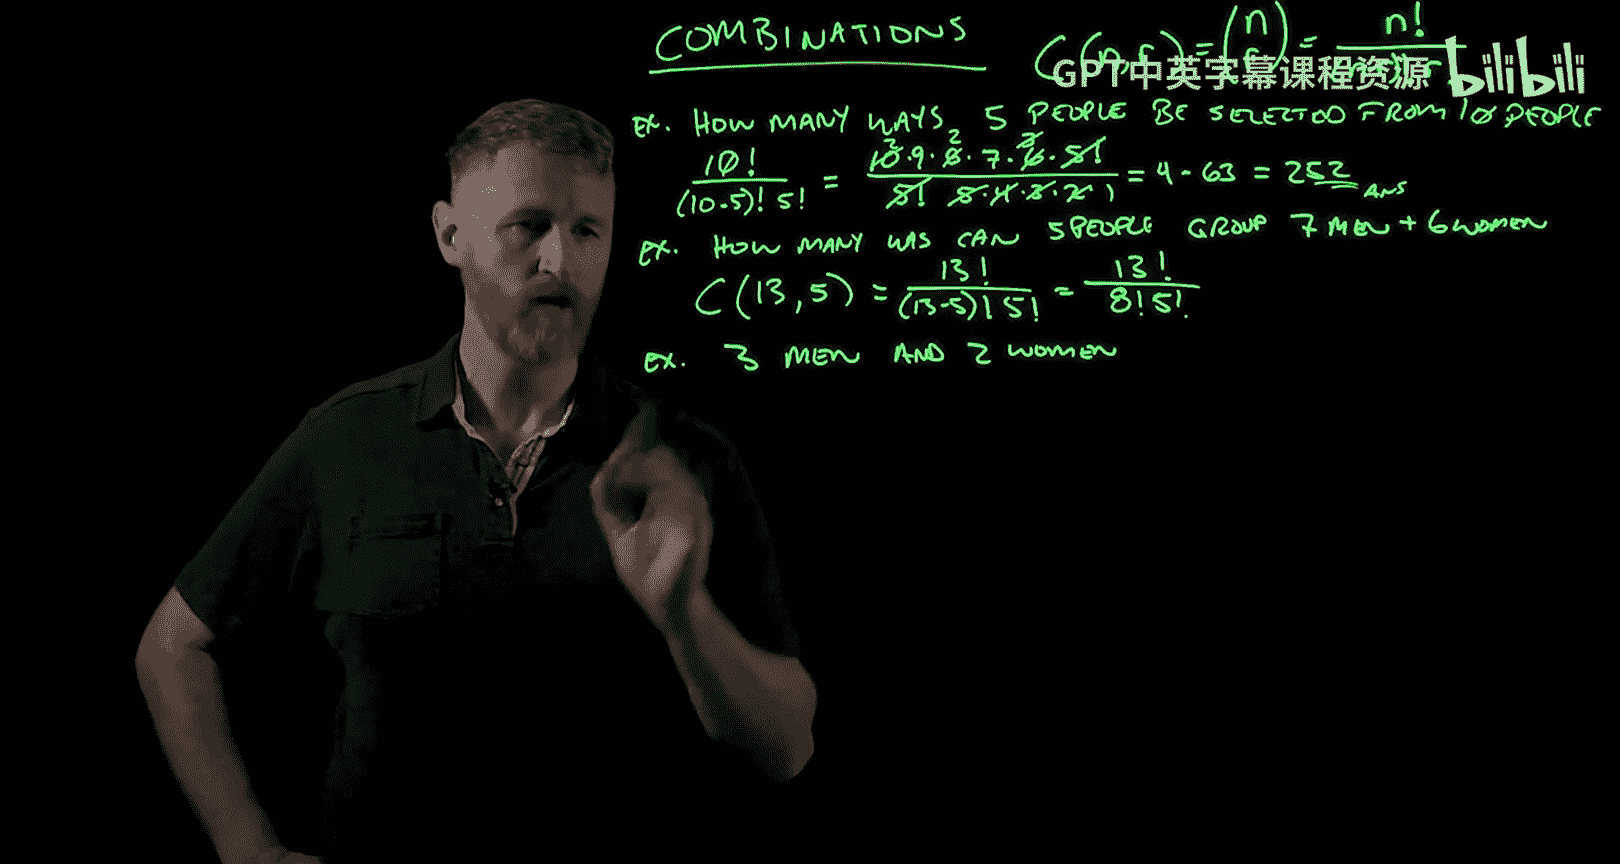 COMBINATIONS
C(n,r) = (n r) = n!
GPT中英字幕课程资源 bilibili
EX. HOW MANY WAYS, 5 PEOPLE BE SELECTED FROM 10 PEOPLE
10! / (10-5)! 5! = 10·9·8·7·6·5! / 5! 5·4·3·2·1 = 4·63 = 252 ANS
EX. HOW MANY WAS CAN 5 PEOPLE GROUP 7 MEN + 6 WOMEN
C(13,5) = 13! / (13-5)! 5! = 13! / 8! 5!
EX. 3 MEN AND 2 WOMEN